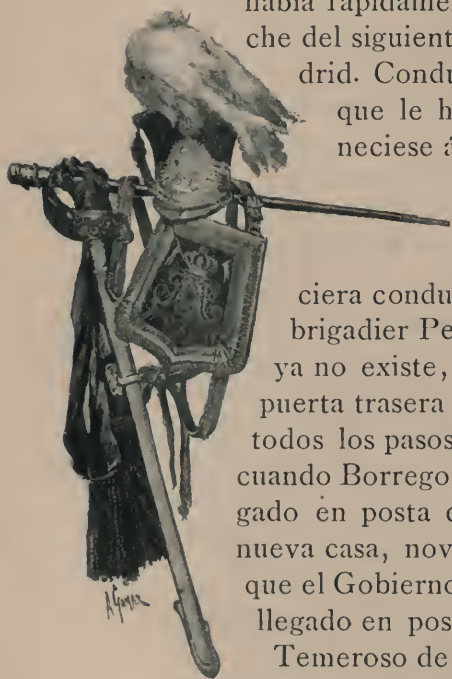 había rápidamen
che del siguient
drid. Condu
que le h
neciese á
ciera condu
brigadier Pe
ya no existe,
puerta trasera
todos los pasos
cuando Borrego
gado en posta
nueva casa, nov
que el Gobierno
llegado en pos
Temeroso de